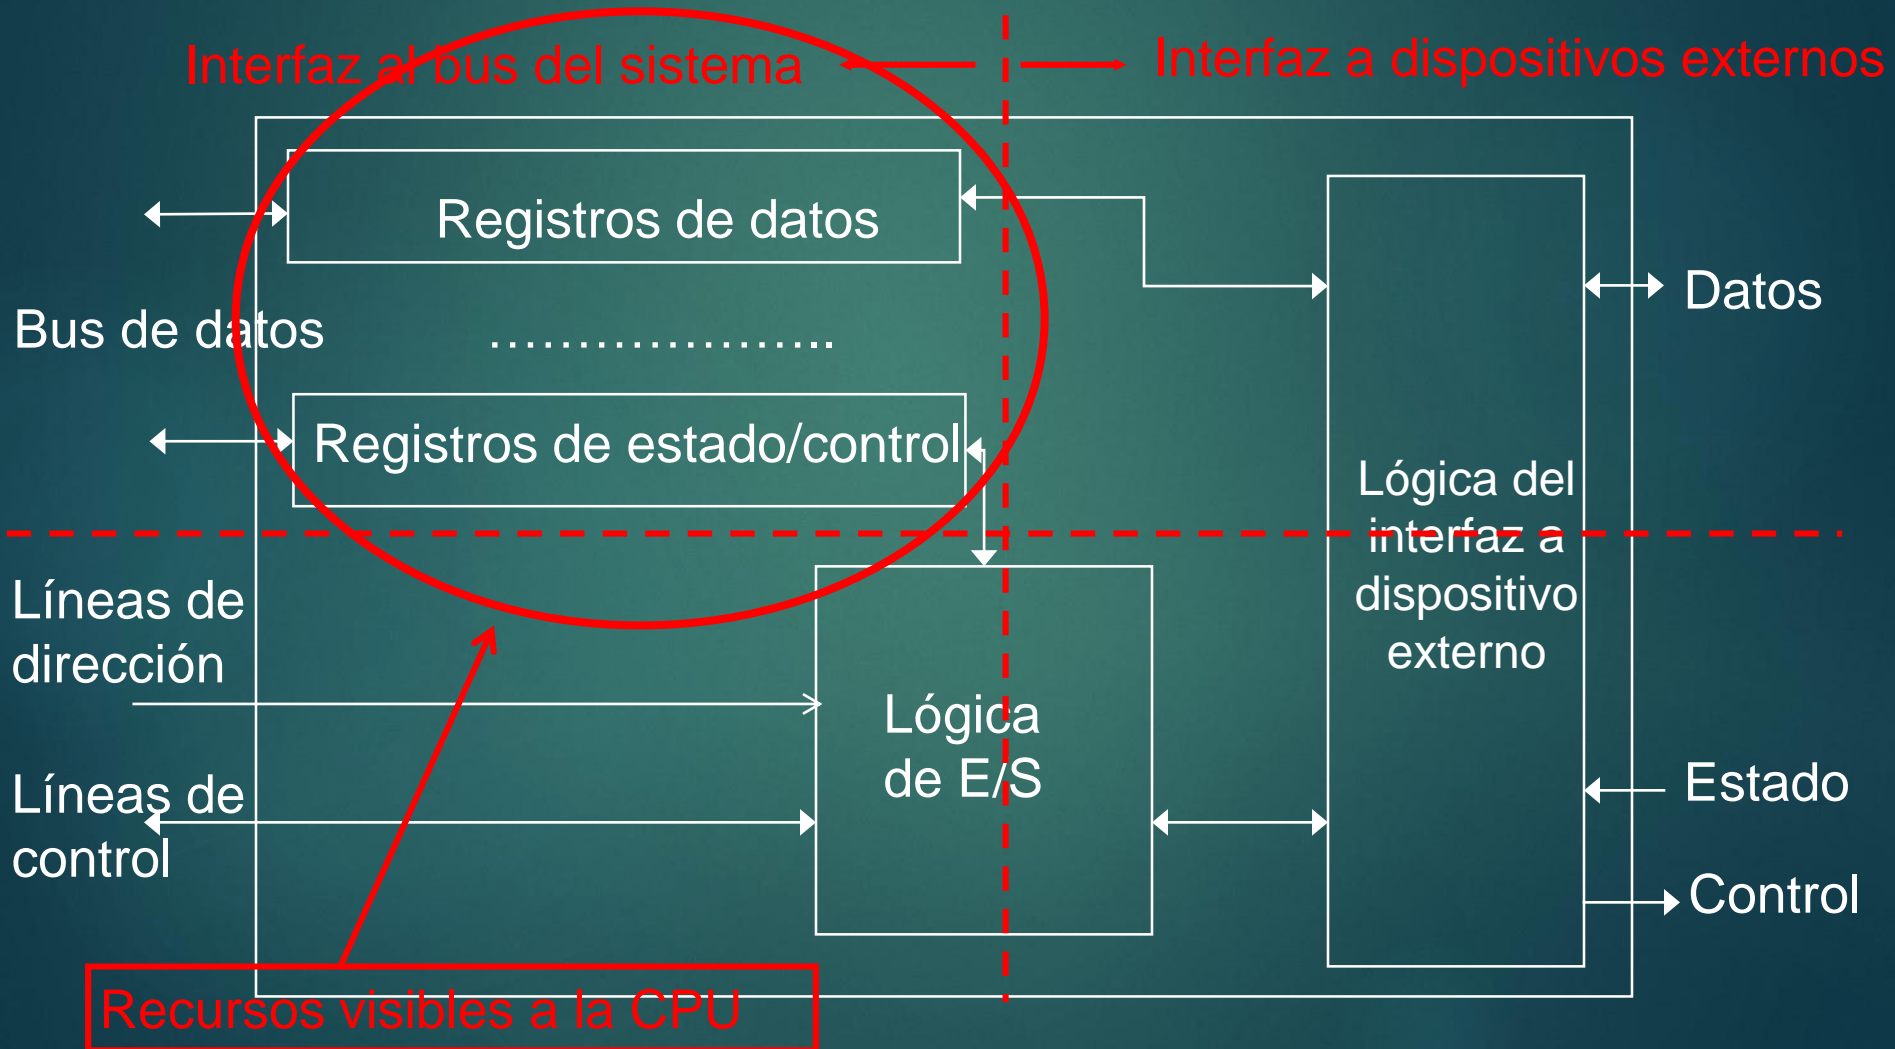 Interfaz al bus del sistema
Interfaz a dispositivos externos
Registros de datos
Datos
Bus de datos
.....................
Registros de estado/control
Lógica del
interfaz a
dispositivo
externo
Líneas de
dirección
Lógica
de E/S
Líneas de
control
Estado
Control
Recursos visibles a la CPU